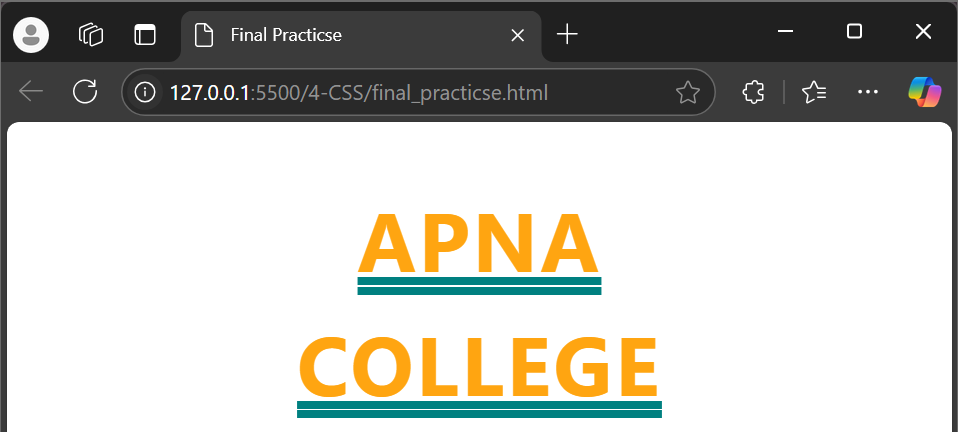 Final Practicse
127.0.0.1:5500/4-CSS/final_practicse.html
APNA
COLLEGE